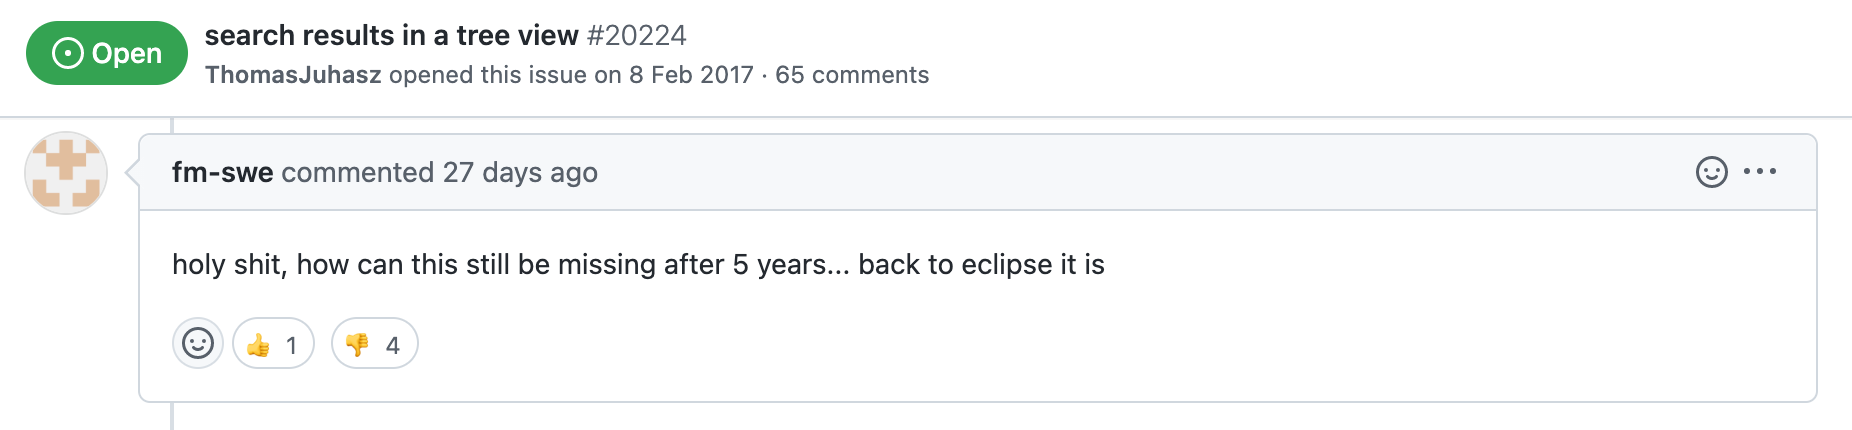 Open
search results in a tree view #20224
ThomasJuhasz opened this issue on 8 Feb 2017 · 65 comments
fm-swe commented 27 days ago
holy shit, how can this still be missing after 5 years... back to eclipse it is
👍 1 👎 4